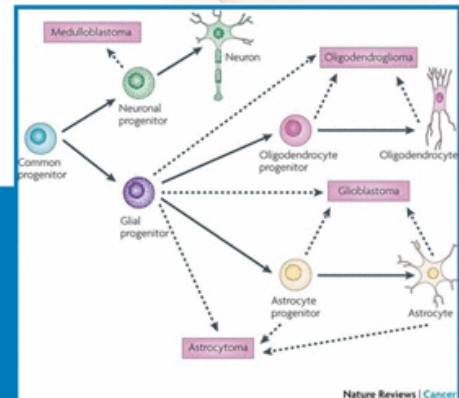 Medulloblastoma
Neuron
Oligodendroglioma
Neuronal
progenitor
Common
progenitor
Oligodendrocyte
progenitor
Oligodendrocyte
Glial
progenitor
Glioblastoma
Astrocyte
progenitor
Astrocyte
Astrocytoma
Nature Reviews | Cancer